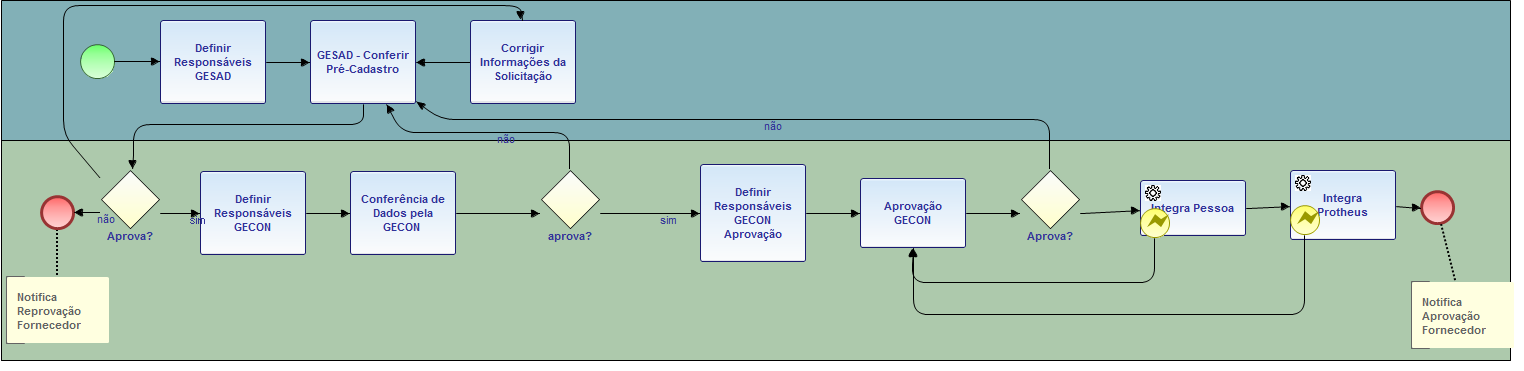 Definir
Responsáveis
GESAD
GESAD - Conferir
Pré-Cadastro
Corrigir
Informações da
Solicitação
não
não
não
Aprova?
sim
Definir
Responsáveis
GECON
Conferência de
Dados pela
GECON
aprova?
sim
Definir
Responsáveis
GECON
Aprovação
Aprovação
GECON
Aprova?
Integra Pessoa
Integra
Protheus
Notifica
Reprovação
Fornecedor
Notifica
Aprovação
Fornecedor